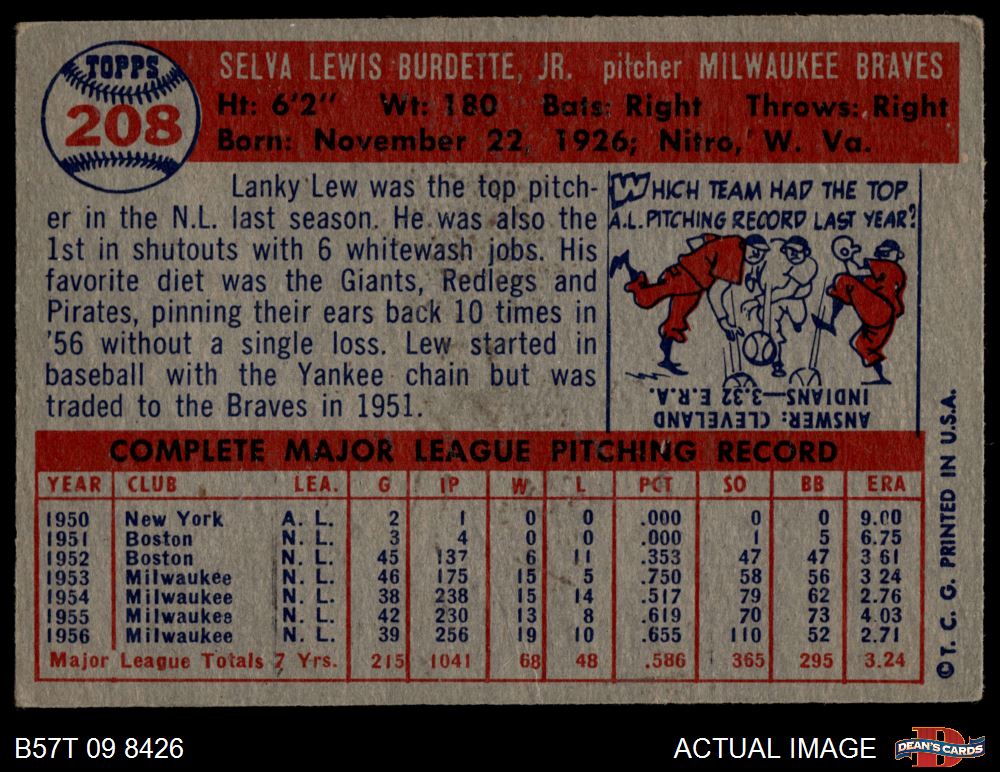 TOPPS
208
SELVA LEWIS BURDETTE, JR. pitcher MILWAUKEE BRAVES
Ht: 6'2" Wt: 180 Bats: Right Throws: Right
Born: November 22, 1926; Nitro, W. Va.
Lanky Lew was the top pitch-
er in the N.L. last season. He was also the
1st in shutouts with 6 whitewash jobs. His
favorite diet was the Giants, Redlegs and
Pirates, pinning their ears back 10 times in
'56 without a single loss. Lew started in
baseball with the Yankee chain but was
traded to the Braves in 1951.
WHICH TEAM HAD THE TOP
A.L. PITCHING RECORD LAST YEAR?
ANSWER: CLEVELAND
INDIANS—3.32 E.R.A.
COMPLETE MAJOR LEAGUE PITCHING RECORD
YEAR CLUB LEA. G IP W L PCT SO BB ERA
1950 New York A. L. 2 1 0 0 .000 0 0 9.00
1951 Boston N. L. 3 4 0 0 .000 1 5 6.75
1952 Boston N. L. 45 137 6 11 .353 47 47 3.61
1953 Milwaukee N. L. 46 175 15 5 .750 58 56 3.24
1954 Milwaukee N. L. 38 238 15 14 .517 79 62 2.76
1955 Milwaukee N. L. 42 230 13 8 .619 70 73 4.03
1956 Milwaukee N. L. 39 256 19 10 .655 110 52 2.71
Major League Totals 7 Yrs. 215 1041 68 48 .586 365 295 3.24
© T. C. G. PRINTED IN U.S.A.
B57T 09 8426
ACTUAL IMAGE
D
DEAN'S CARDS